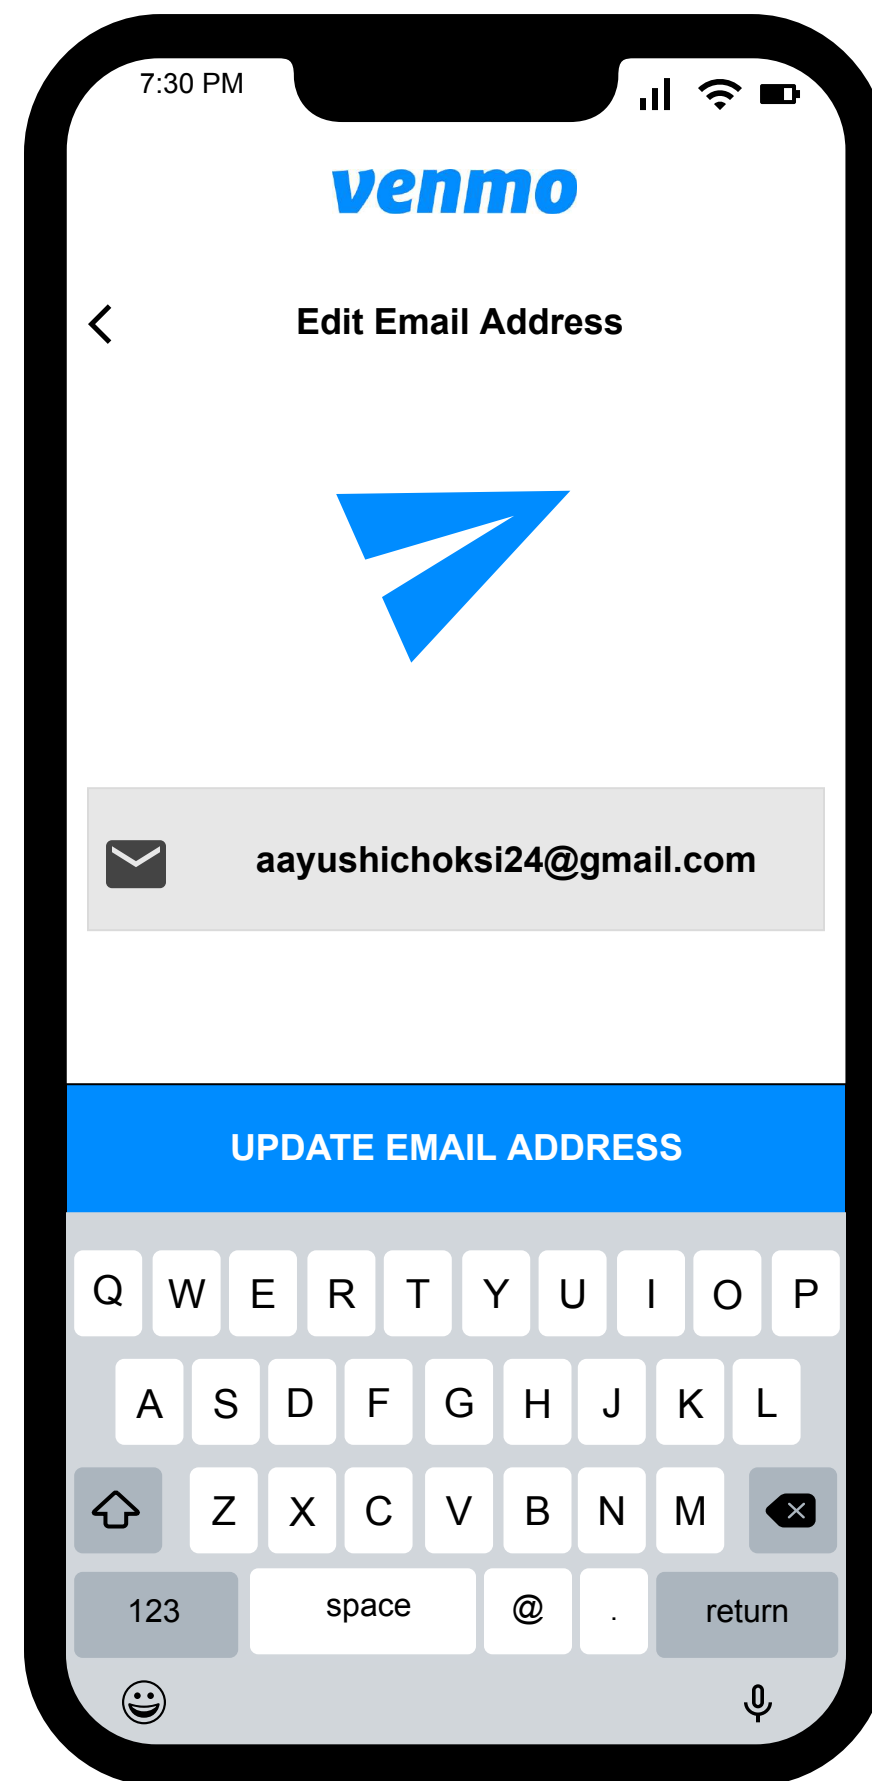 7:30 PM
venmo
Edit Email Address
aayushichoksi24@gmail.com
UPDATE EMAIL ADDRESS
Q W E R T Y U I O P
A S D F G H J K L
Z X C V B N M
123 space @ . return